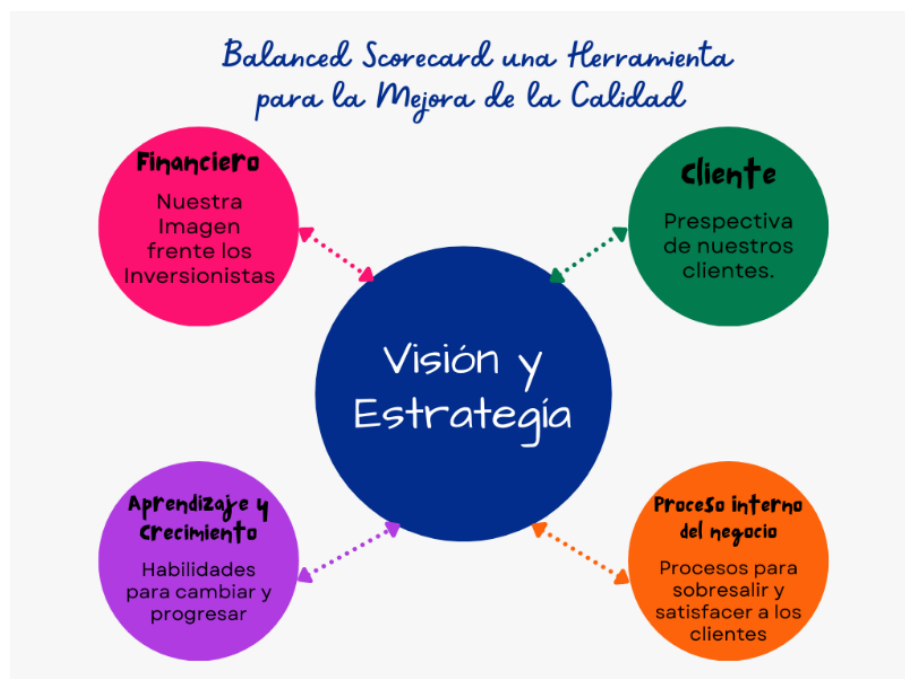 Balanced Scorecard una Herramienta
para la Mejora de la Calidad
Financiero
Nuestra
Imagen
frente los
Inversionistas
Cliente
Prespectiva
de nuestros
clientes.
Visión y
Estrategía
Aprendizaje y
Crecimiento
Habilidades
para cambiar y
progresar
Proceso interno
del negocio
Procesos para
sobresalir y
satisfacer a los
clientes